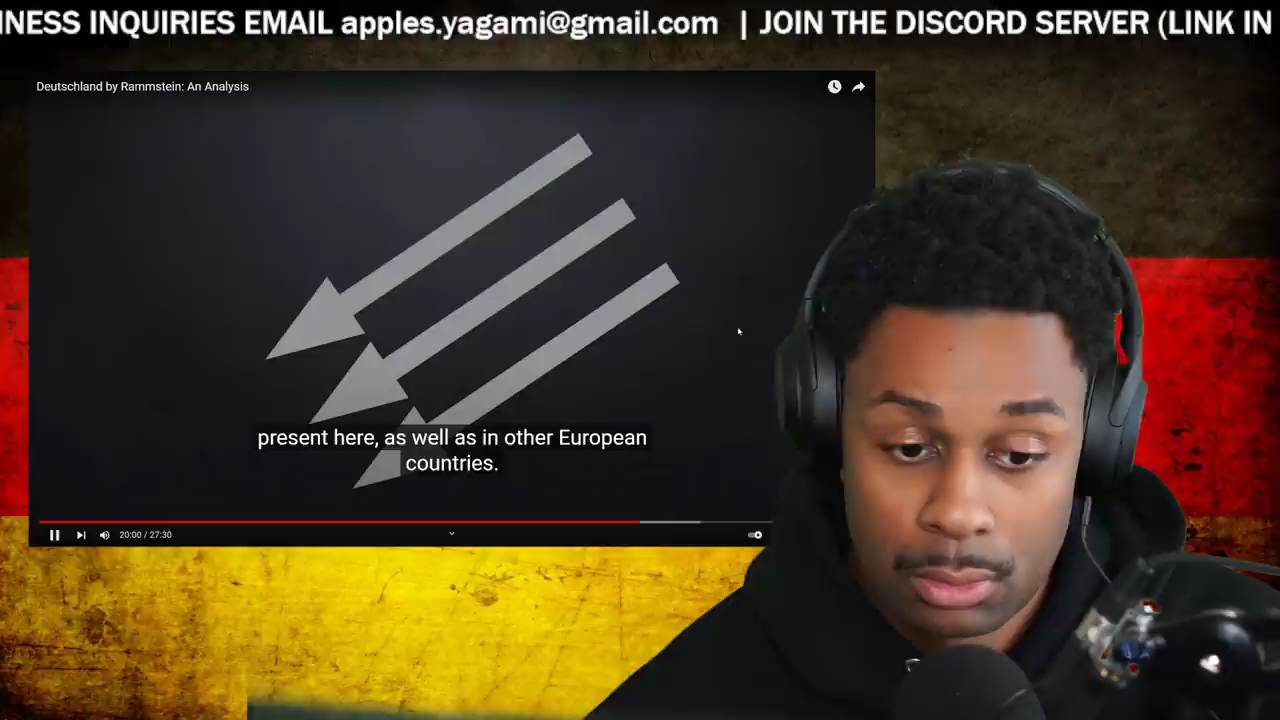 INESS INQUIRIES EMAIL apples.yagami@gmail.com | JOIN THE DISCORD SERVER (LINK IN
Deutschland by Rammstein: An Analysis
present here, as well as in other European
countries.
20:00 / 27:30